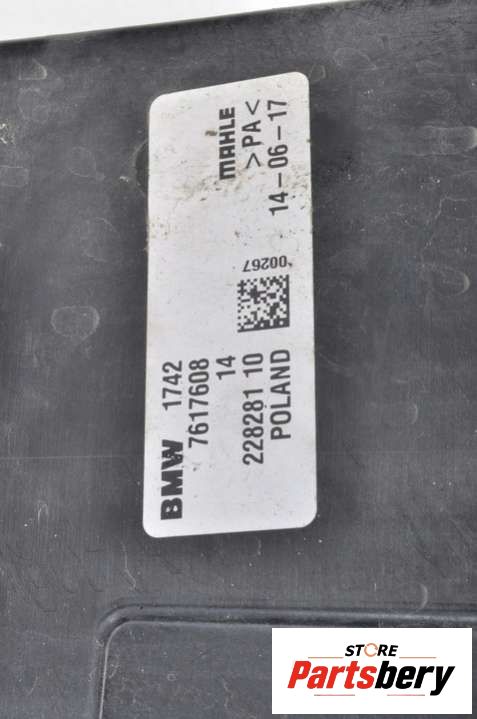 BMW 1742
7617608
14
228281 10
POLAND
00267
MAHLE
>PA<
14-06-17
STORE
Partsbery